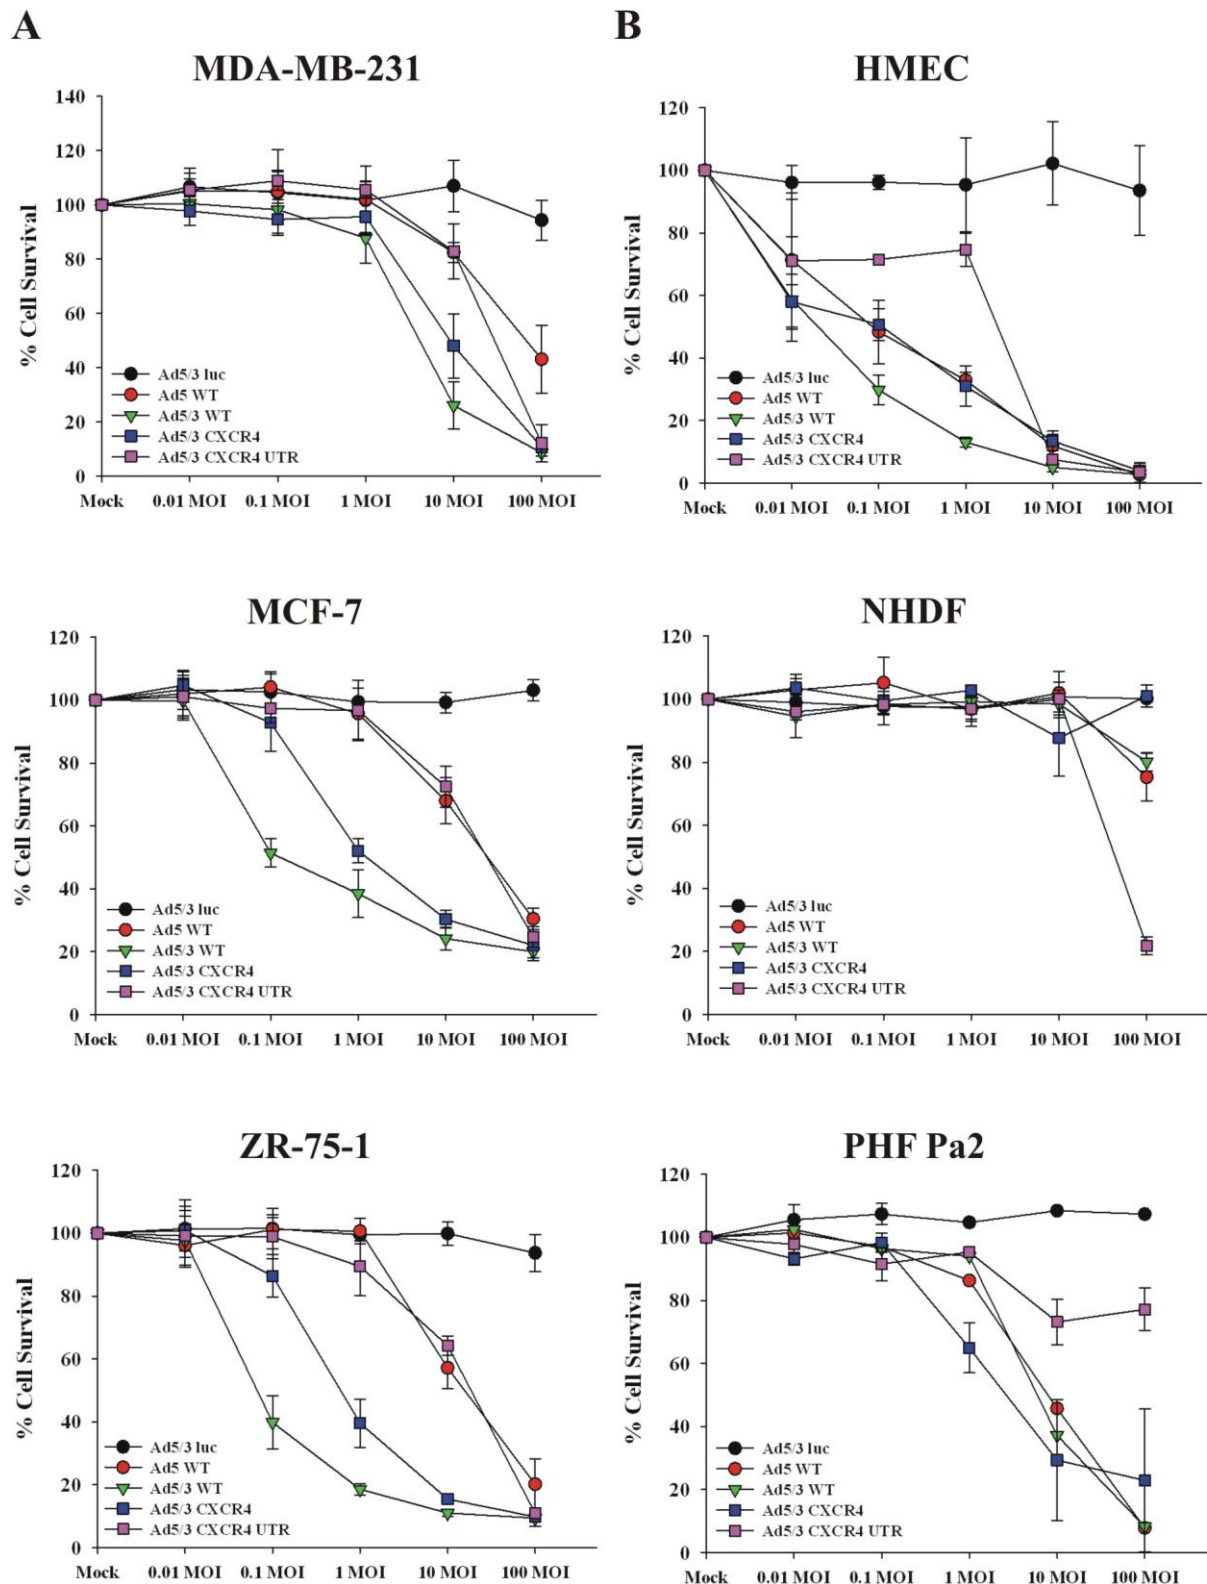 A
MDA-MB-231
% Cell Survival
140
120
100
80
60
40
20
0
Ad5/3 luc
Ad5 WT
Ad5/3 WT
Ad5/3 CXCR4
Ad5/3 CXCR4 UTR
Mock 0.01 MOI 0.1 MOI 1 MOI 10 MOI 100 MOI
B
HMEC
% Cell Survival
120
100
80
60
40
20
0
Ad5/3 luc
Ad5 WT
Ad5/3 WT
Ad5/3 CXCR4
Ad5/3 CXCR4 UTR
Mock 0.01 MOI 0.1 MOI 1 MOI 10 MOI 100 MOI
MCF-7
% Cell Survival
120
100
80
60
40
20
0
Ad5/3 luc
Ad5 WT
Ad5/3 WT
Ad5/3 CXCR4
Ad5/3 CXCR4 UTR
Mock 0.01 MOI 0.1 MOI 1 MOI 10 MOI 100 MOI
NHDF
% Cell Survival
120
100
80
60
40
20
0
Ad5/3 luc
Ad5 WT
Ad5/3 WT
Ad5/3 CXCR4
Ad5/3 CXCR4 UTR
Mock 0.01 MOI 0.1 MOI 1 MOI 10 MOI 100 MOI
ZR-75-1
% Cell Survival
120
100
80
60
40
20
0
Ad5/3 luc
Ad5 WT
Ad5/3 WT
Ad5/3 CXCR4
Ad5/3 CXCR4 UTR
Mock 0.01 MOI 0.1 MOI 1 MOI 10 MOI 100 MOI
PHF Pa2
% Cell Survival
120
100
80
60
40
20
0
Ad5/3 luc
Ad5 WT
Ad5/3 WT
Ad5/3 CXCR4
Ad5/3 CXCR4 UTR
Mock 0.01 MOI 0.1 MOI 1 MOI 10 MOI 100 MOI